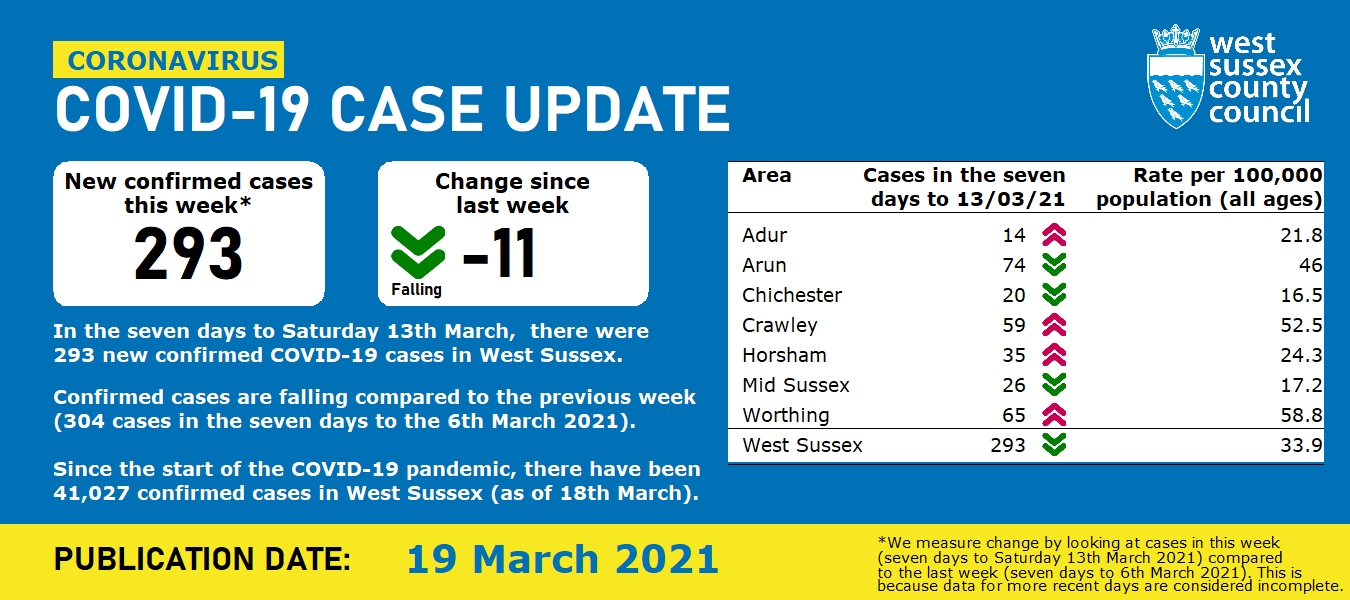 CORONAVIRUS
COVID-19 CASE UPDATE
west
sussex
county
council
New confirmed cases
this week*
293
Change since
last week
-11
Falling
In the seven days to Saturday 13th March,  there were
293 new confirmed COVID-19 cases in West Sussex.
Confirmed cases are falling compared to the previous week
(304 cases in the seven days to the 6th March 2021).
Since the start of the COVID-19 pandemic, there have been
41,027 confirmed cases in West Sussex (as of 18th March).
Area Cases in the seven Rate per 100,000
days to 13/03/21 population (all ages)
Adur 14 21.8
Arun 74 46
Chichester 20 16.5
Crawley 59 52.5
Horsham 35 24.3
Mid Sussex 26 17.2
Worthing 65 58.8
West Sussex 293 33.9
PUBLICATION DATE: 19 March 2021
*We measure change by looking at cases in this week
(seven days to Saturday 13th March 2021) compared
to the last week (seven days to 6th March 2021). This is
because data for more recent days are considered incomplete.